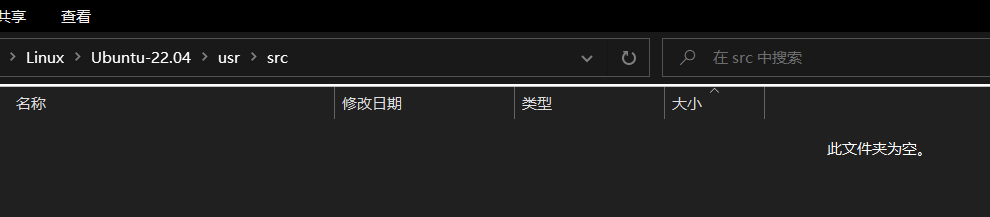 共享 查看
Linux > Ubuntu-22.04 > usr > src 在 src 中搜索
名称 修改日期 类型 大小
此文件夹为空。